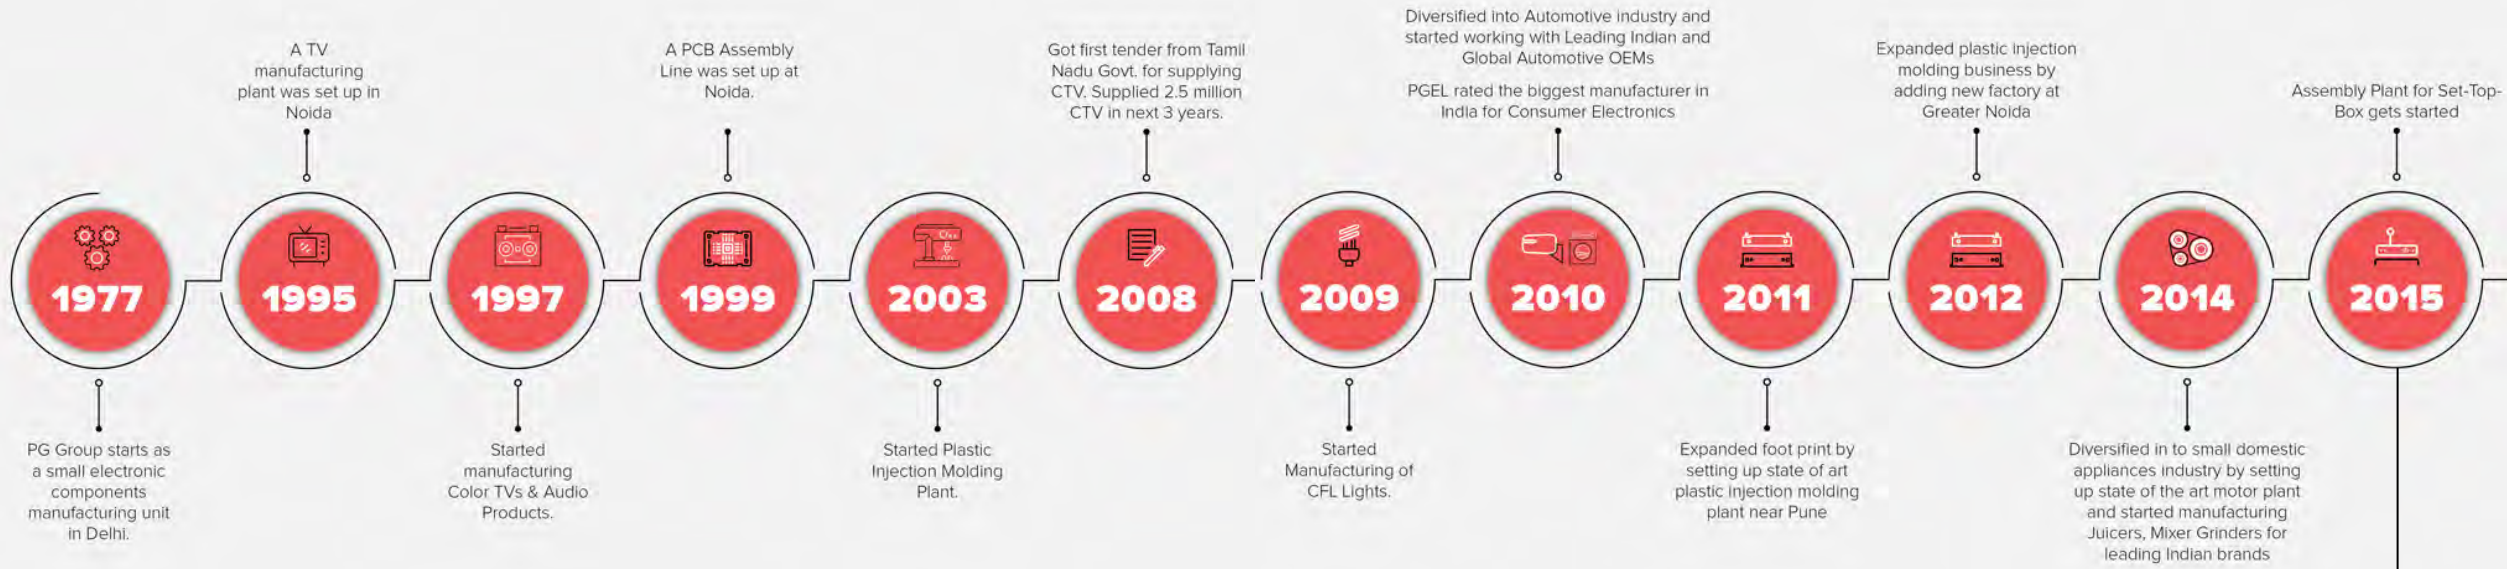 A TV
manufacturing
plant was set up in
Noida
A PCB Assembly
Line was set up at
Noida.
Got first tender from Tamil
Nadu Govt. for supplying
CTV. Supplied 2.5 million
CTV in next 3 years.
Diversified into Automotive industry and
started working with Leading Indian and
Global Automotive OEMs
PGEL rated the biggest manufacturer in
India for Consumer Electronics
Expanded plastic injection
molding business by
adding new factory at
Greater Noida
Assembly Plant for Set-Top-
Box gets started
1977
1995
1997
1999
2003
2008
2009
2010
2011
2012
2014
2015
PG Group starts as
a small electronic
components
manufacturing unit
in Delhi.
Started
manufacturing
Color TVs & Audio
Products.
Started Plastic
Injection Molding
Plant.
Started
Manufacturing of
CFL Lights.
Expanded foot print by
setting up state of art
plastic injection molding
plant near Pune
Diversified in to small domestic
appliances industry by setting
up state of the art motor plant
and started manufacturing
Juicers, Mixer Grinders for
leading Indian brands